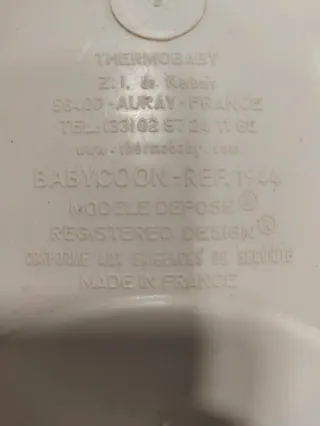 THERMOBABY
Z.I. de Kerbois
56400 - AURAY - FRANCE
TEL: (33) 02 97 24 11 65
www.thermobaby.com
BABYCOON - REF. 1944
MODELE DEPOSE ®
REGISTERED DESIGN ®
CONFORME AUX EXIGENCES DE SECURITE
MADE IN FRANCE